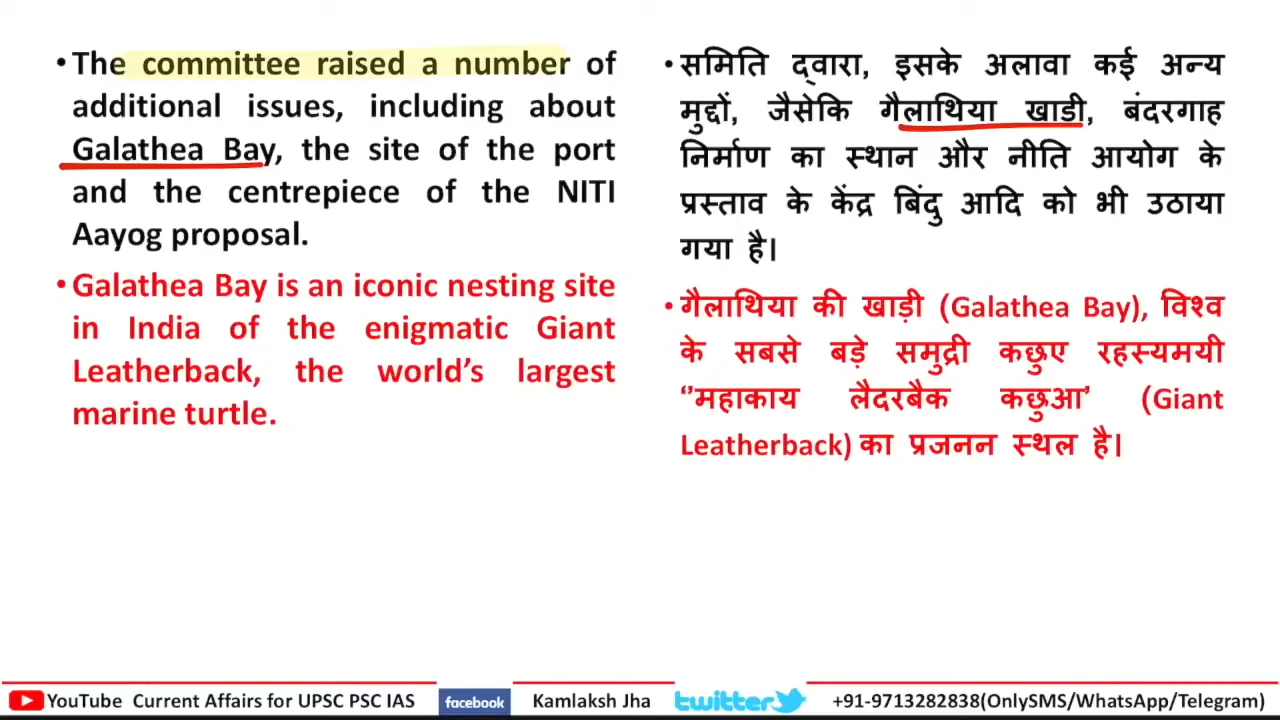 •The committee raised a number of
additional issues, including about
Galathea Bay, the site of the port
and the centrepiece of the NITI
Aayog proposal.
•Galathea Bay is an iconic nesting site
in India of the enigmatic Giant
Leatherback, the world’s largest
marine turtle.
•समिति द्वारा, इसके अलावा कई अन्य
मुद्दों, जैसेकि गैलाथिया खाडी, बंदरगाह
निर्माण का स्थान और नीति आयोग के
प्रस्ताव के केंद्र बिंदु आदि को भी उठाया
गया है।
•गैलाथिया की खाड़ी (Galathea Bay), विश्व
के सबसे बड़े समुद्री कछुए रहस्यमयी
‘’महाकाय लैदरबैक कछुआ’ (Giant
Leatherback) का प्रजनन स्थल है।
YouTube Current Affairs for UPSC PSC IAS facebook Kamlaksh Jha twitter +91-9713282838(OnlySMS/WhatsApp/Telegram)